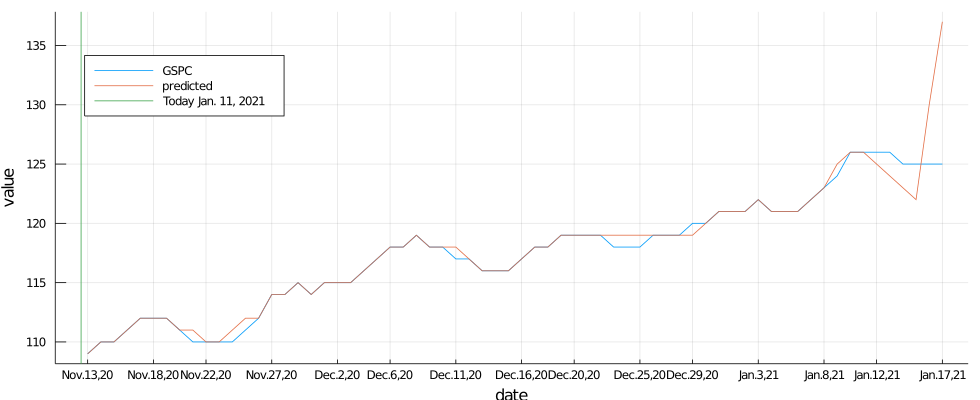 135
130
125
120
115
110
value
GSPC
predicted
Today Jan. 11, 2021
Nov.13,20 Nov.18,20 Nov.22,20 Nov.27,20 Dec.2,20 Dec.6,20 Dec.11,20 Dec.16,20 Dec.20,20 Dec.25,20 Dec.29,20 Jan.3,21 Jan.8,21 Jan.12,21 Jan.17,21
date